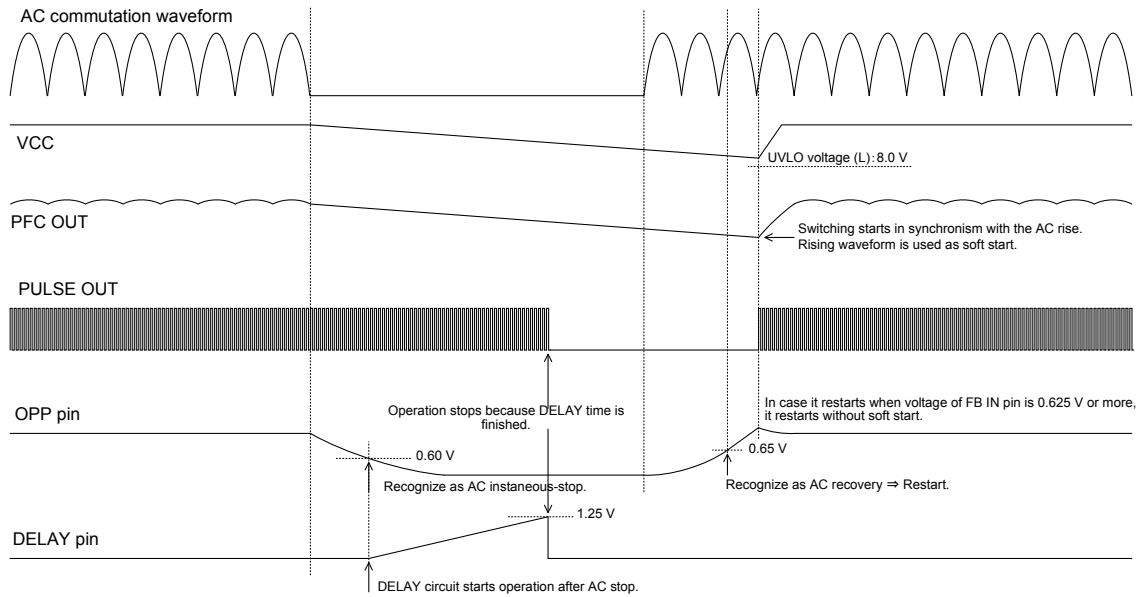 AC commutation waveform
VCC
UVLO voltage (L): 8.0 V
PFC OUT
Switching starts in synchronism with the AC rise.
Rising waveform is used as soft start.
PULSE OUT
OPP pin
Operation stops because DELAY time is
finished.
In case it restarts when voltage of FB IN pin is 0.625 V or more,
it restarts without soft start.
0.60 V
0.65 V
Recognize as AC instaneous-stop.
Recognize as AC recovery ⇒ Restart.
1.25 V
DELAY pin
DELAY circuit starts operation after AC stop.